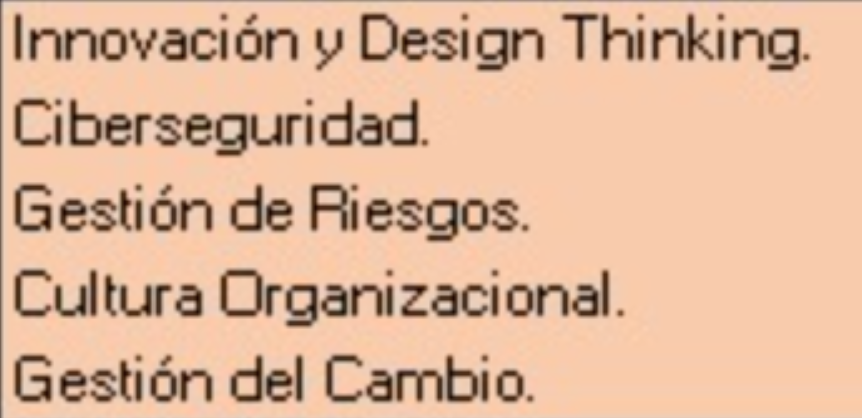 Innovación y Design Thinking.
Ciberseguridad.
Gestión de Riesgos.
Cultura Organizacional.
Gestión del Cambio.